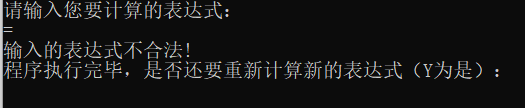 请输入您要计算的表达式：
=
输入的表达式不合法!
程序执行完毕，是否还要重新计算新的表达式（Y为是）：